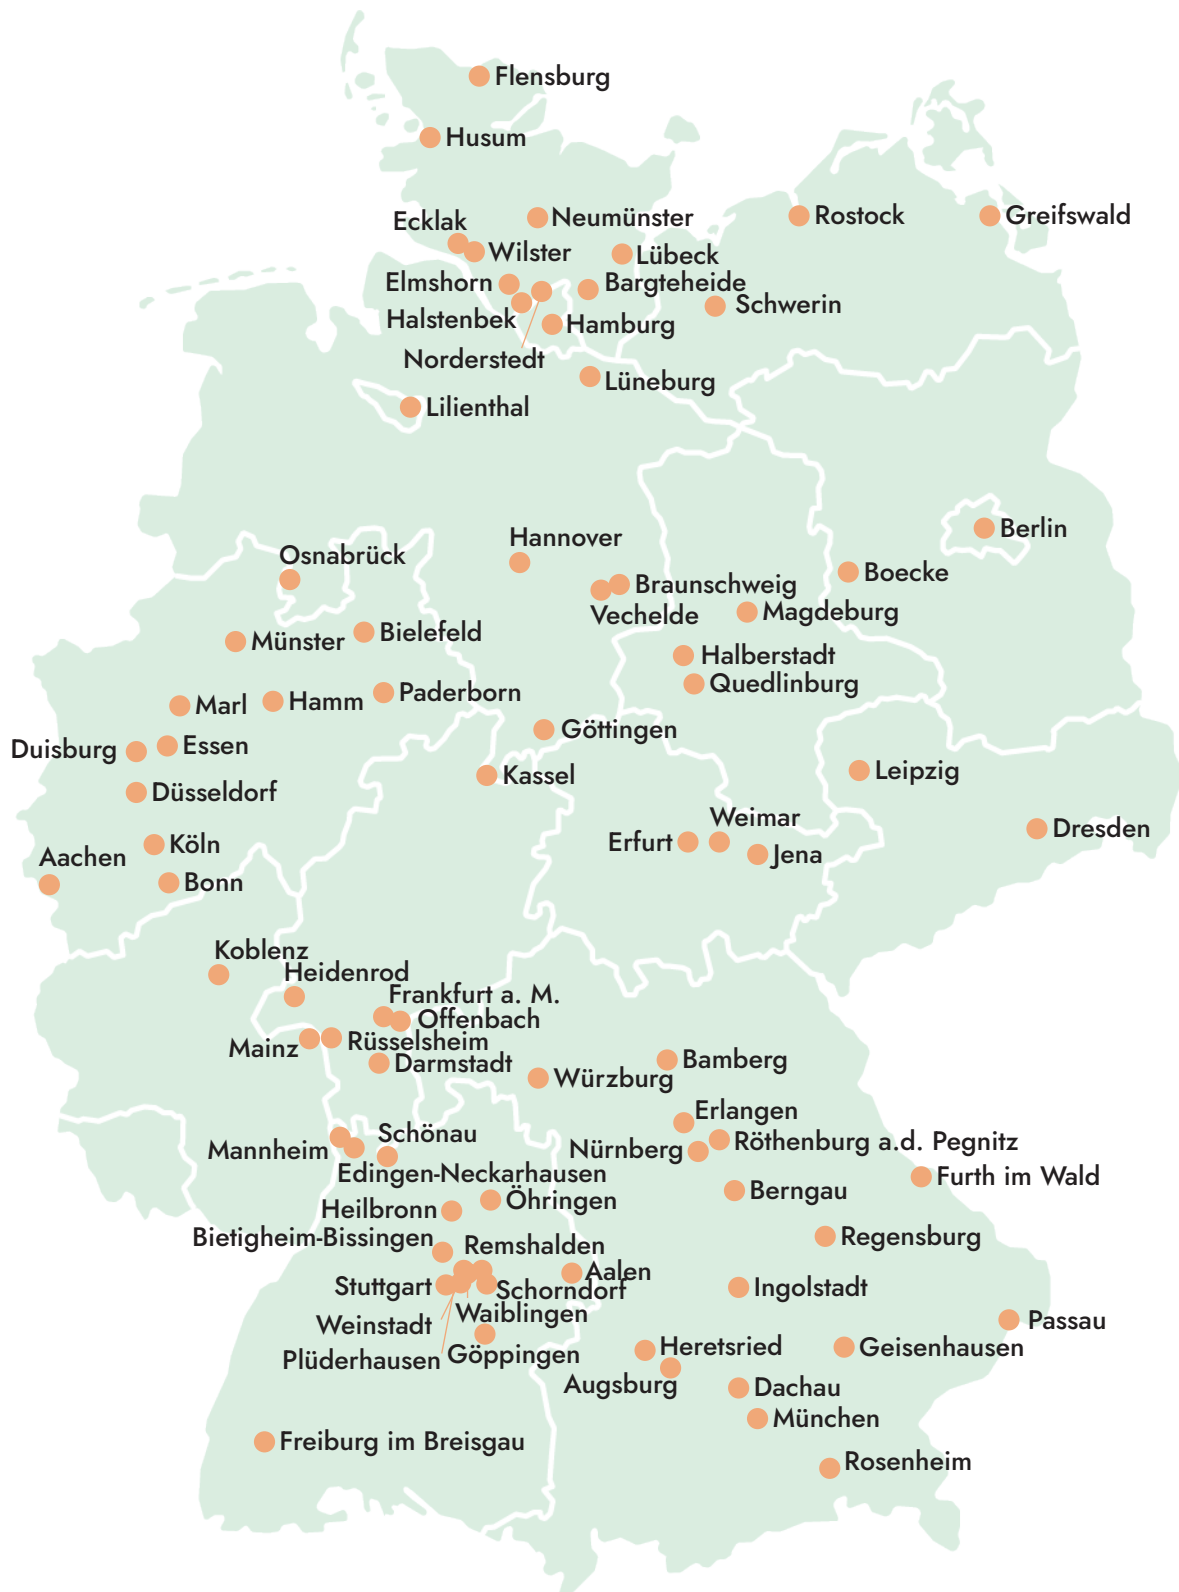 Flensburg
Husum
Neumünster
Rostock
Greifswald
Ecklak
Wilster
Lübeck
Elmshorn
Bargteheide
Schwerin
Halstenbek
Hamburg
Norderstedt
Lüneburg
Lilienthal
Berlin
Hannover
Osnabrück
Boecke
Braunschweig
Vechelde
Magdeburg
Bielefeld
Münster
Halberstadt
Quedlinburg
Paderborn
Hamm
Marl
Göttingen
Essen
Duisburg
Kassel
Leipzig
Düsseldorf
Weimar
Dresden
Erfurt
Köln
Jena
Aachen
Bonn
Koblenz
Heidenrod
Frankfurt a. M.
Offenbach
Rüsselsheim
Mainz
Darmstadt
Bamberg
Würzburg
Erlangen
Schönau
Röthenburg a.d. Pegnitz
Mannheim
Nürnberg
Edingen-Neckarhausen
Furth im Wald
Berngau
Öhringen
Heilbronn
Bietigheim-Bissingen
Regensburg
Remshalden
Aalen
Stuttgart
Schorndorf
Ingolstadt
Waiblingen
Weinstadt
Passau
Plüderhausen
Göppingen
Heretsried
Geisenhausen
Augsburg
Dachau
München
Freiburg im Breisgau
Rosenheim